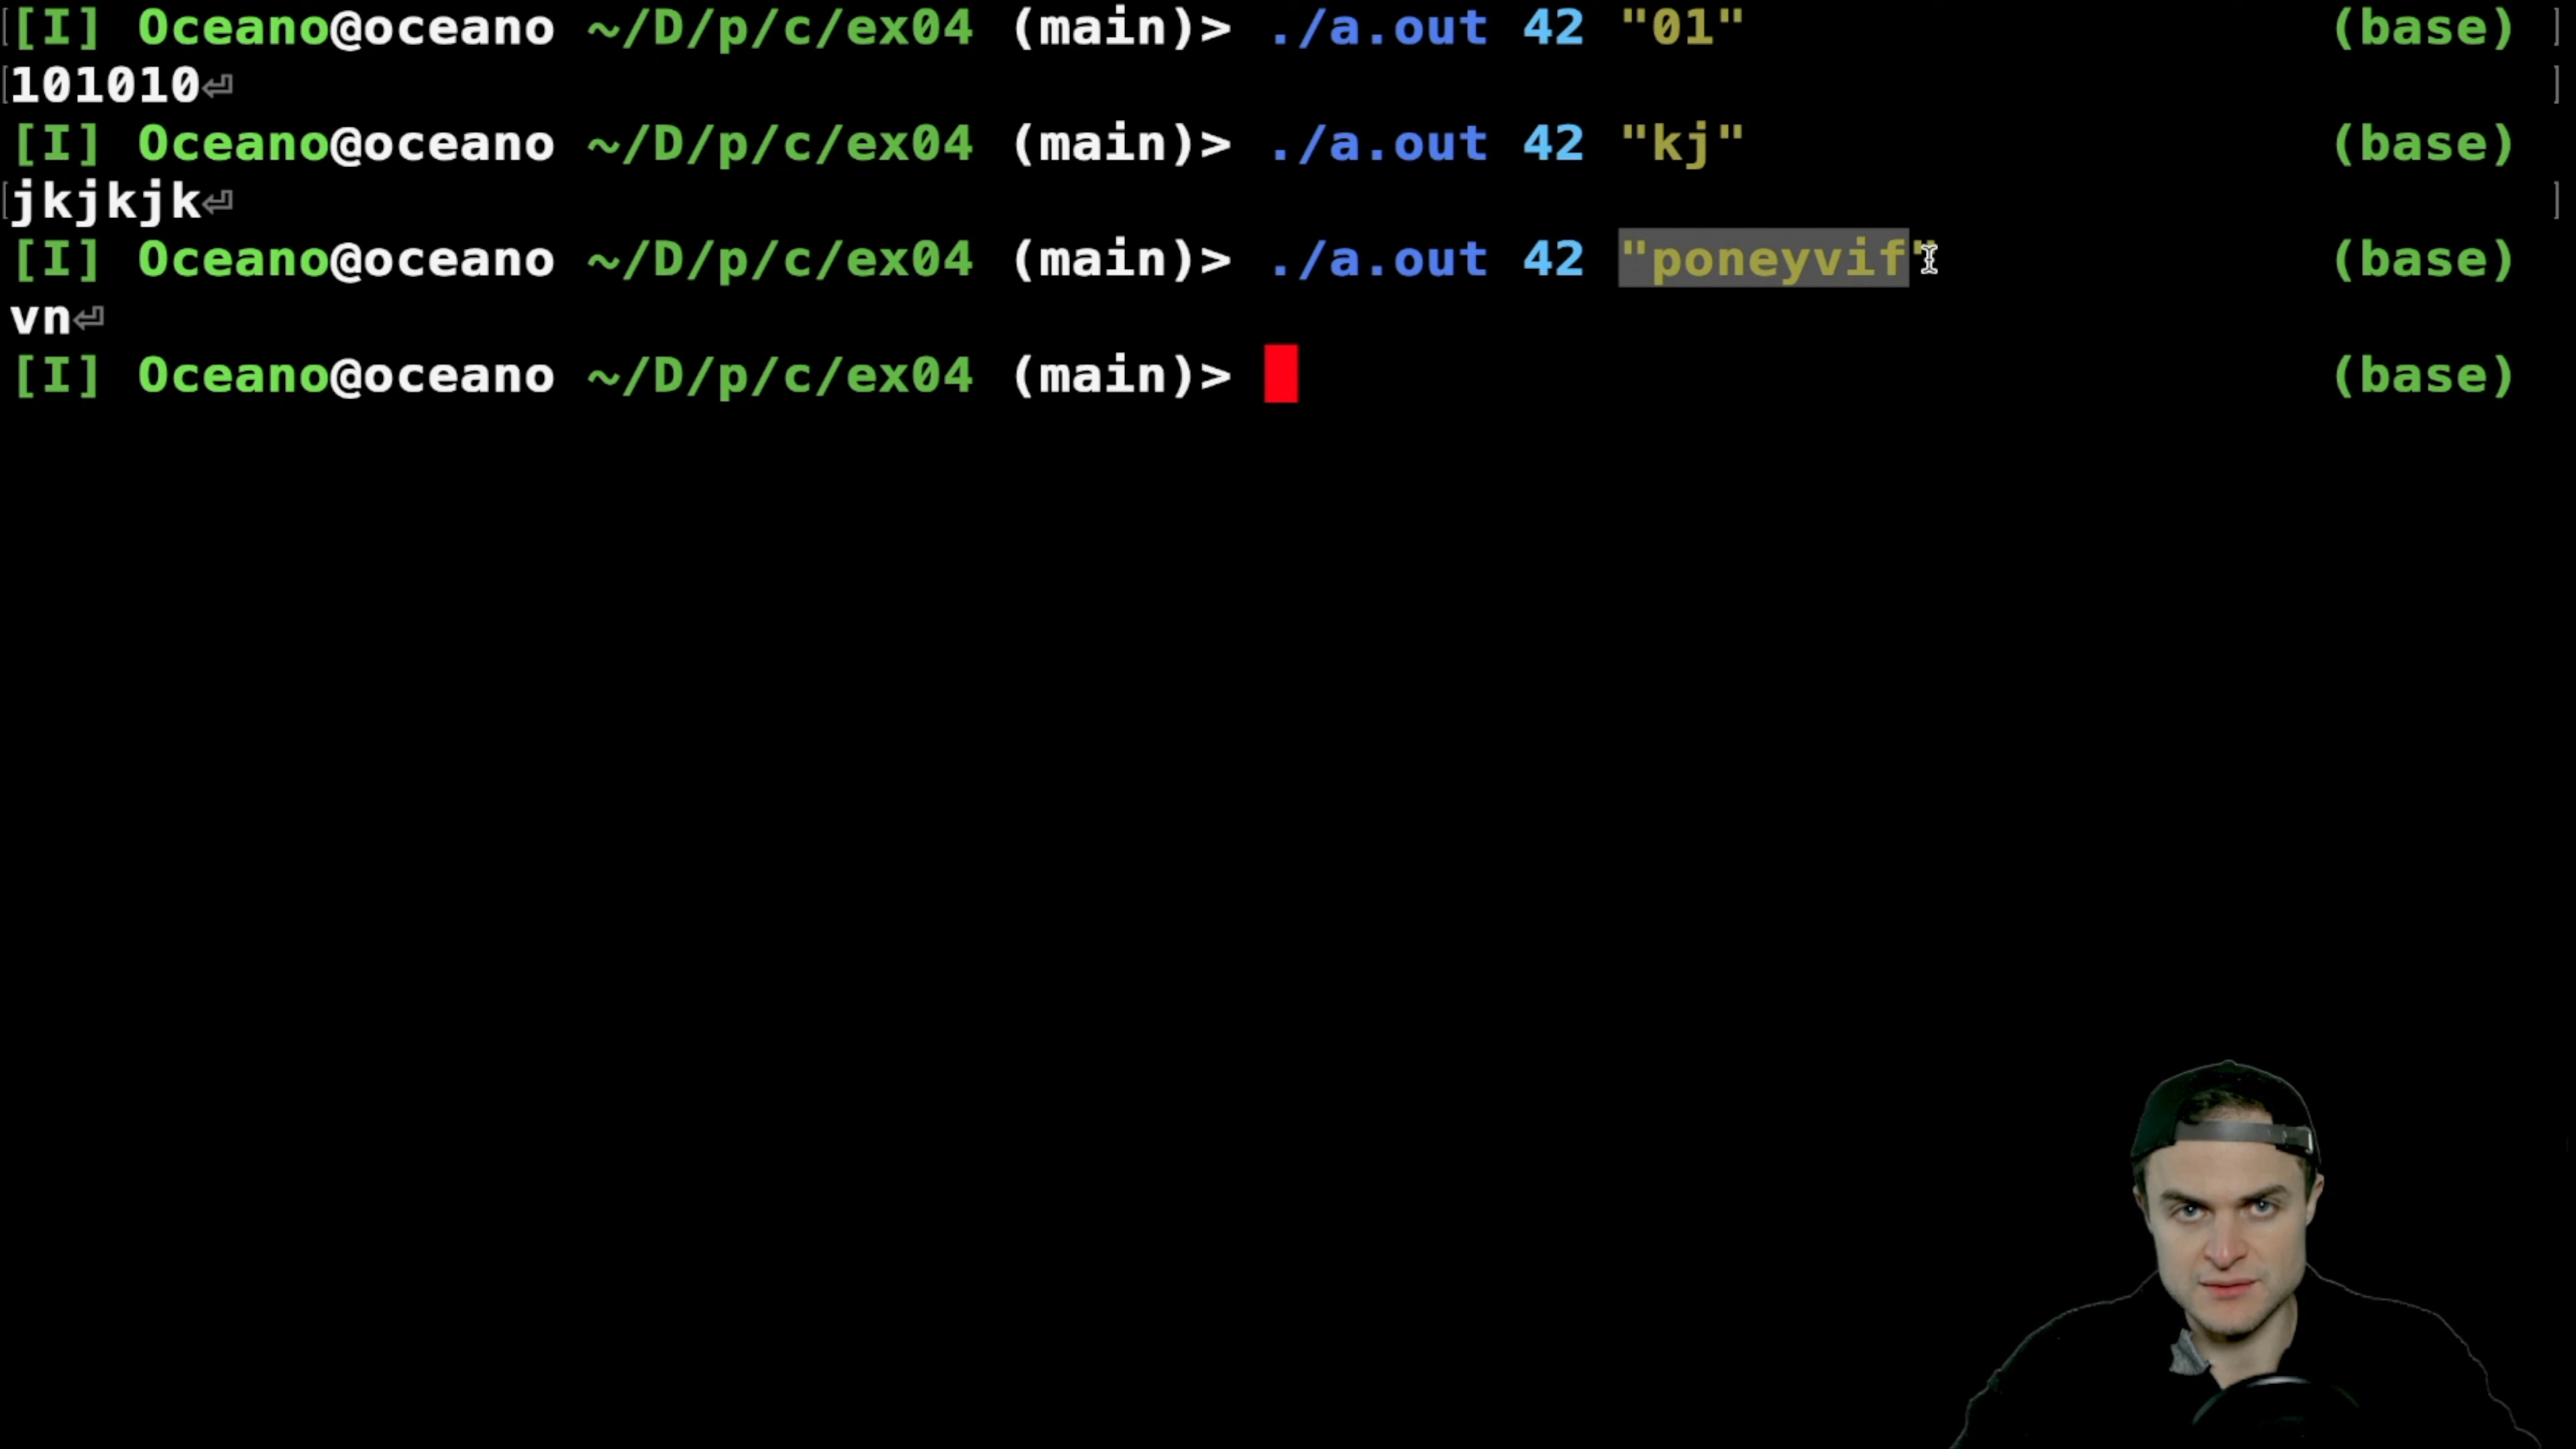 [I] Oceano@oceano ~/D/p/c/ex04 (main)> ./a.out 42 "01" (base)
101010⏎
[I] Oceano@oceano ~/D/p/c/ex04 (main)> ./a.out 42 "kj" (base)
jkjkjk⏎
[I] Oceano@oceano ~/D/p/c/ex04 (main)> ./a.out 42 "poneyvif" (base)
vn⏎
[I] Oceano@oceano ~/D/p/c/ex04 (main)> (base)